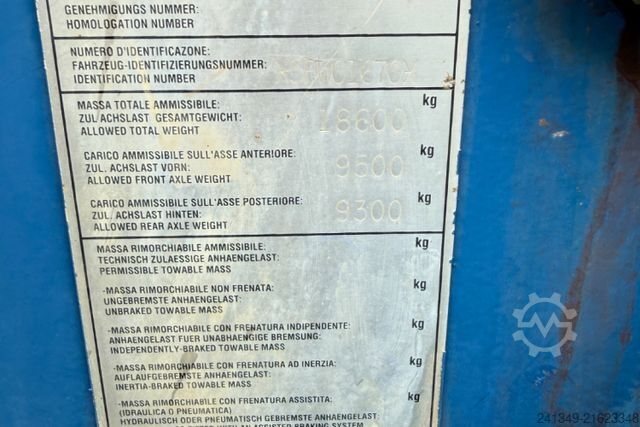 GENEHMIGUNGS NUMMER:
HOMOLOGATION NUMBER
NUMERO D'IDENTIFICAZONE:
FAHRZEUG-IDENTIFIZIERUNGSNUMMER:
IDENTIFICATION NUMBER
MASSA TOTALE AMMISSIBILE: kg
ZUL ACHSLAST GESAMTGEWICHT: 18600
ALLOWED TOTAL WEIGHT
CARICO AMMISSIBILE SULL'ASSE ANTERIORE: kg
ZUL. ACHSLAST VORN: 9500
ALLOWED FRONT AXLE WEIGHT
CARICO AMMISSIBILE SULL'ASSE POSTERIORE: kg
ZUL. ACHSLAST HINTEN: 9300
ALLOWED REAR AXLE WEIGHT
MASSA RIMORCHIABILE AMMISSIBILE: kg
TECHNISCH ZULAESSIGE ANHAENGELAST:
PERMISSIBLE TOWABLE MASS
-MASSA RIMORCHIABILE NON FRENATA: kg
UNGEBREMSTE ANHAENGELAST:
UNBRAKED TOWABLE MASS
-MASSA RIMORCHIABILE CON FRENATURA INDIPENDENTE: kg
ANHAENGELAST FUER UNABHAENGIGE BREMSUNG:
INDEPENDENTLY-BRAKED TOWABLE MASS
-MASSA RIMORCHIABILE CON FRENATURA AD INERZIA: kg
AUFLAUFGEBREMSTE ANHAENGELAST:
INERTIA-BRAKED TOWABLE MASS
-MASSA RIMORCHIABILE CON FRENATURA ASSISTITA: kg
(IDRAULICA O PNEUMATICA)
HYDRAULISCH ODER PNEUMATISCH GEBREMSTE ANHAENGELAST:
WITH AN ASSISTED BRAKING SYSTEM
241349-21623348